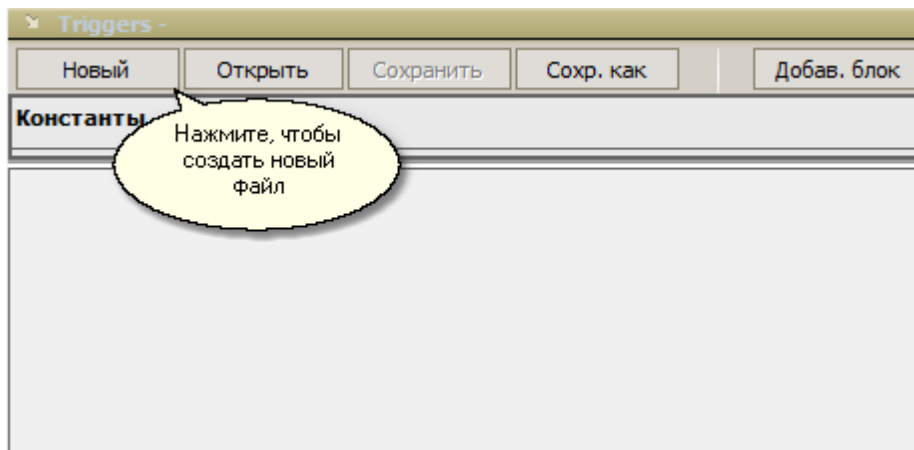 Triggers -
Новый Открыть Сохранить Сохр. как Добав. блок
Константы
Нажмите, чтобы
создать новый
файл